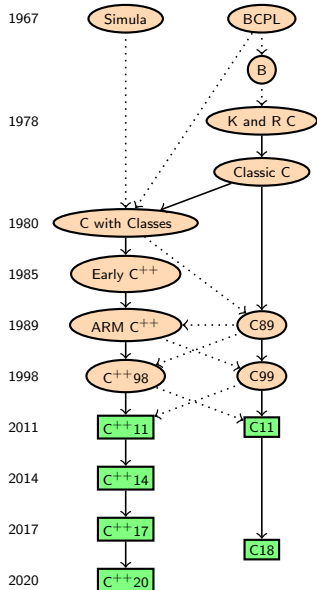 1967 Simula BCPL
B
1978 K and R C
Classic C
1980 C with Classes
1985 Early C++
1989 ARM C++ C89
1998 C++98 C99
2011 C++11 C11
2014 C++14
2017 C++17
C18
2020 C++20